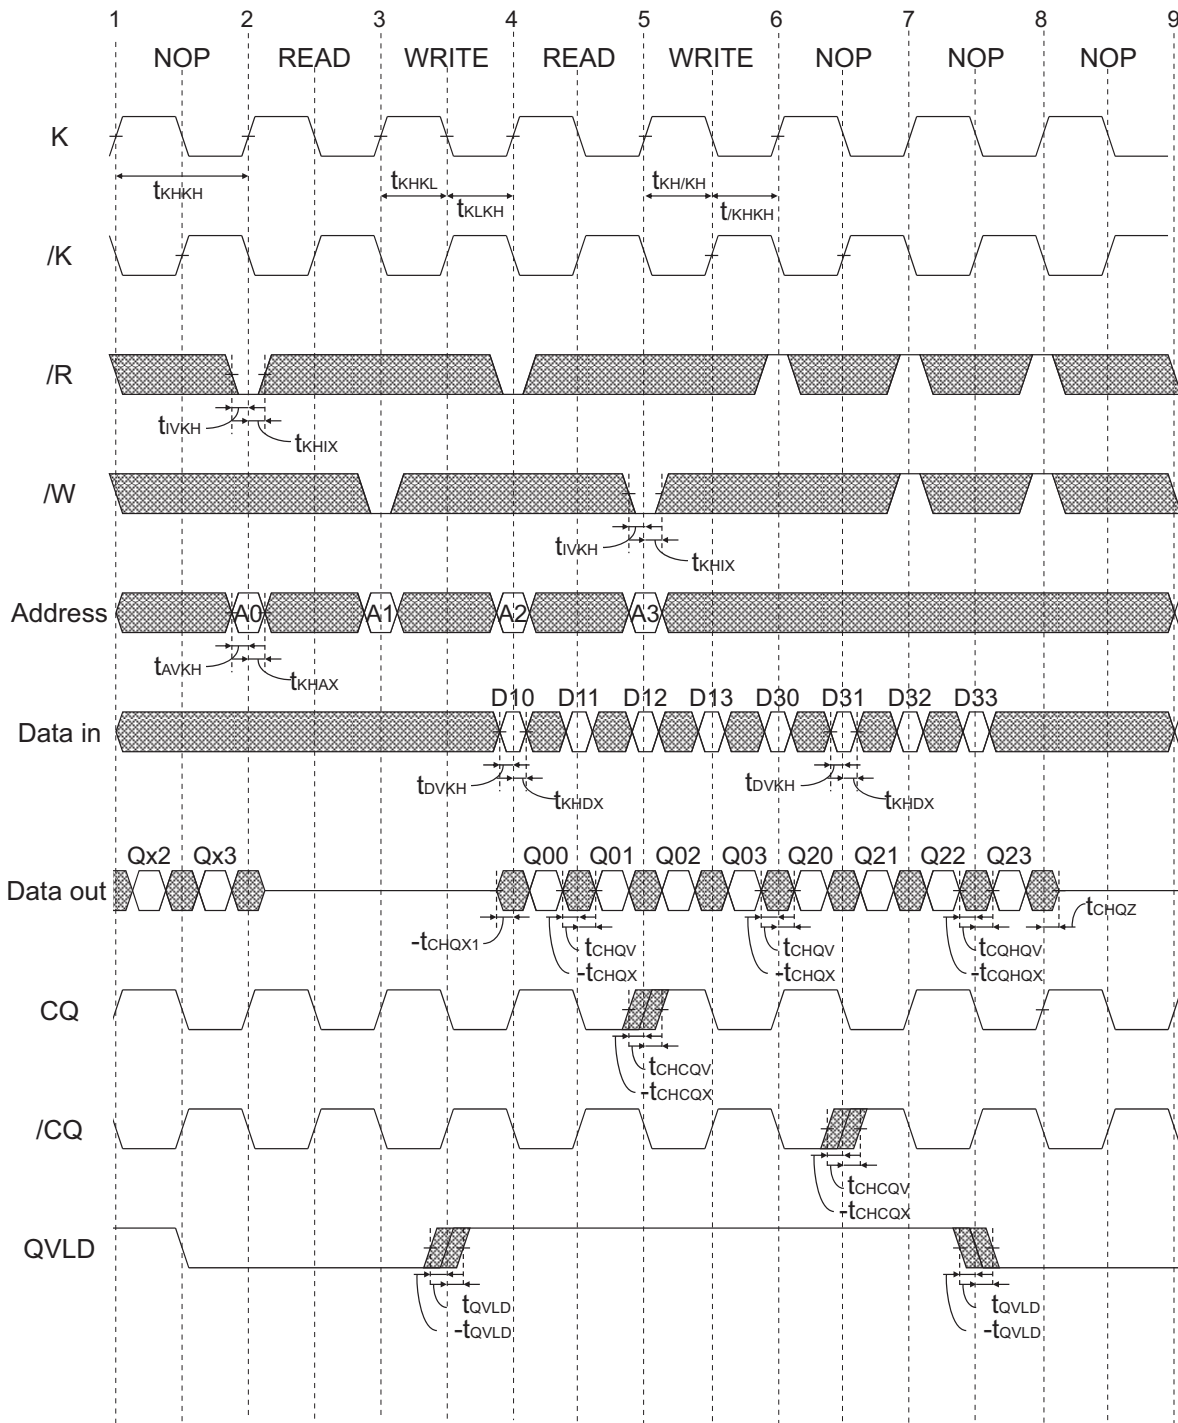 1 2 3 4 5 6 7 8 9
NOP READ WRITE READ WRITE NOP NOP NOP
K
tKHKH tKHKL tKLKH tKH/KH t/KHKH
/K
/R
tIVKH tKHIX
/W
tIVKH tKHIX
Address A0 A1 A2 A3
tAVKH tKHAX
D10 D11 D12 D13 D30 D31 D32 D33
Data in
tDVKH tKHDX tDVKH tKHDX
Qx2 Qx3 Q00 Q01 Q02 Q03 Q20 Q21 Q22 Q23
Data out
tCHQZ
-tCHQX1 tCHQV tCHQV tCQHQV
-tCHQX -tCHQX -tCQHQX
CQ
tCHCQV
-tCHCQX
/CQ
tCHCQV
-tCHCQX
QVLD
tQVLD tQVLD
-tQVLD -tQVLD